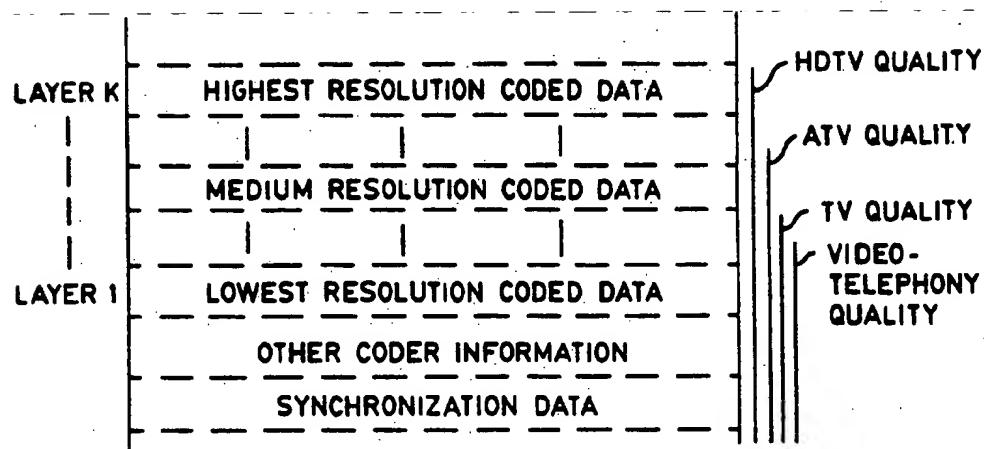 HDTV QUALITY
LAYER K
HIGHEST RESOLUTION CODED DATA
ATV QUALITY
MEDIUM RESOLUTION CODED DATA
TV QUALITY
VIDEO-
TELEPHONY
QUALITY
LAYER 1
LOWEST RESOLUTION CODED DATA
OTHER CODER INFORMATION
SYNCHRONIZATION DATA